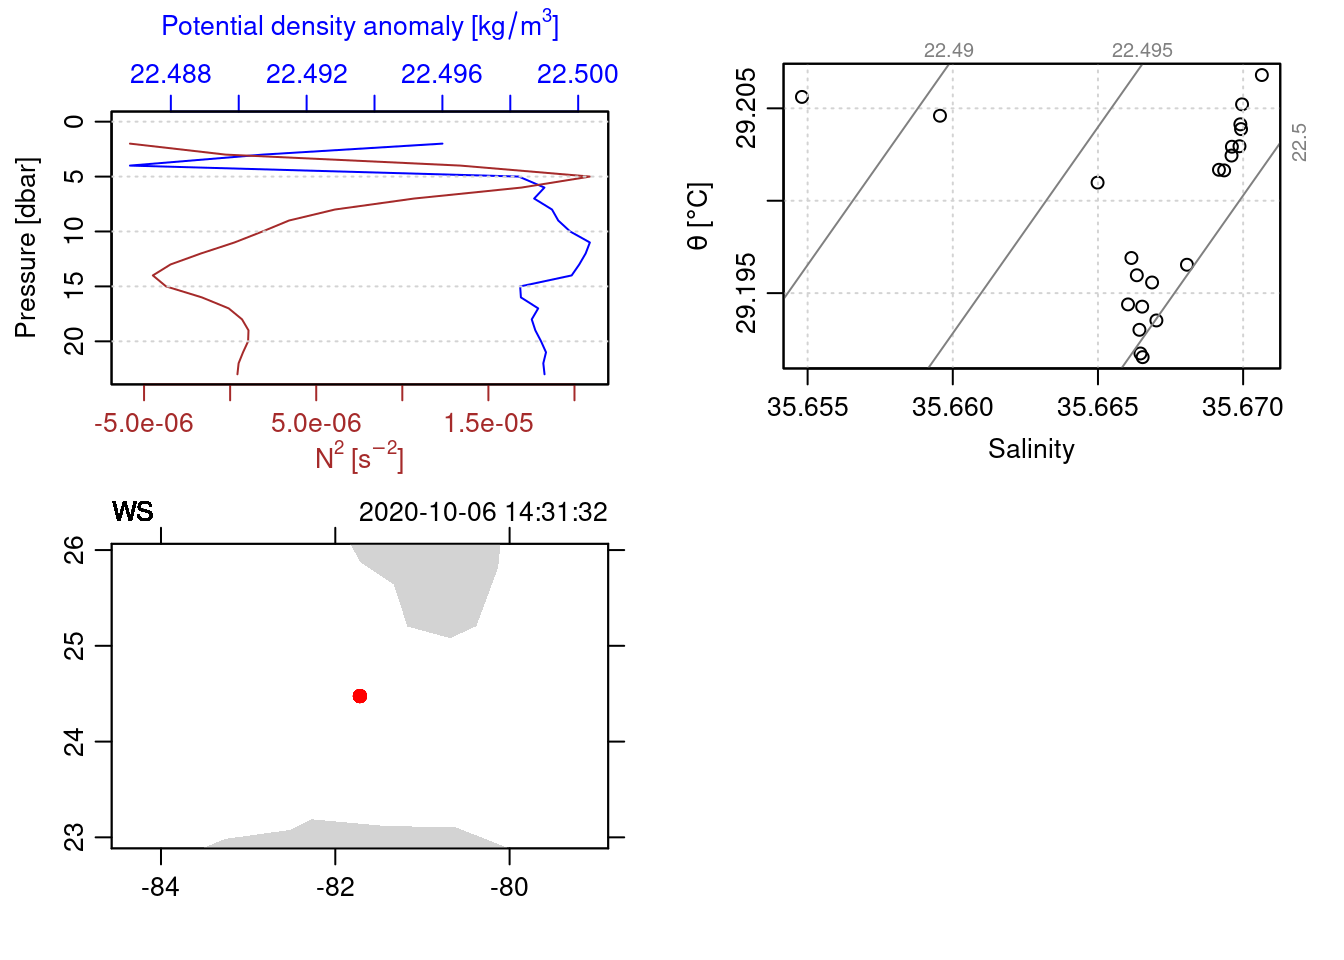 Potential density anomaly [kg/m³]
22.488 22.492 22.496 22.500
0
5
10
15
20
Pressure [dbar]
-5.0e-06 5.0e-06 1.5e-05
N² [s⁻²]
22.49 22.495
22.5
29.205
29.195
θ [°C]
35.655 35.660 35.665 35.670
Salinity
WS 2020-10-06 14:31:32
26
25
24
23
-84 -82 -80